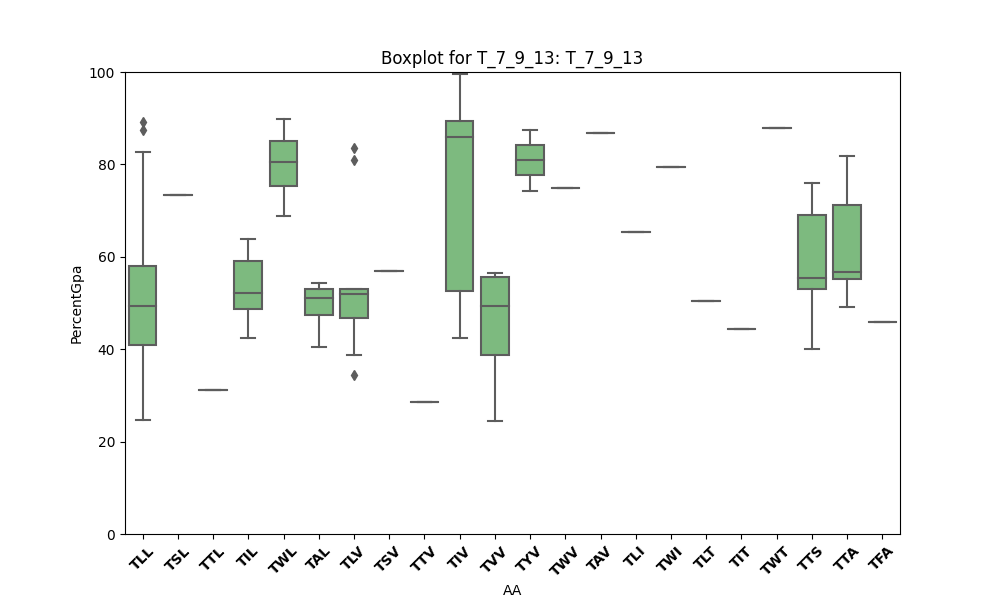 Boxplot for T_7_9_13: T_7_9_13
100
80
60
40
20
0
PercentGpa
TLL TSL TTL TIL TWL TAL TLV TSV TTV TIV TVV TYV TWV TAV TLI TWI TLT TIT TWT TTS TTA TFA
AA